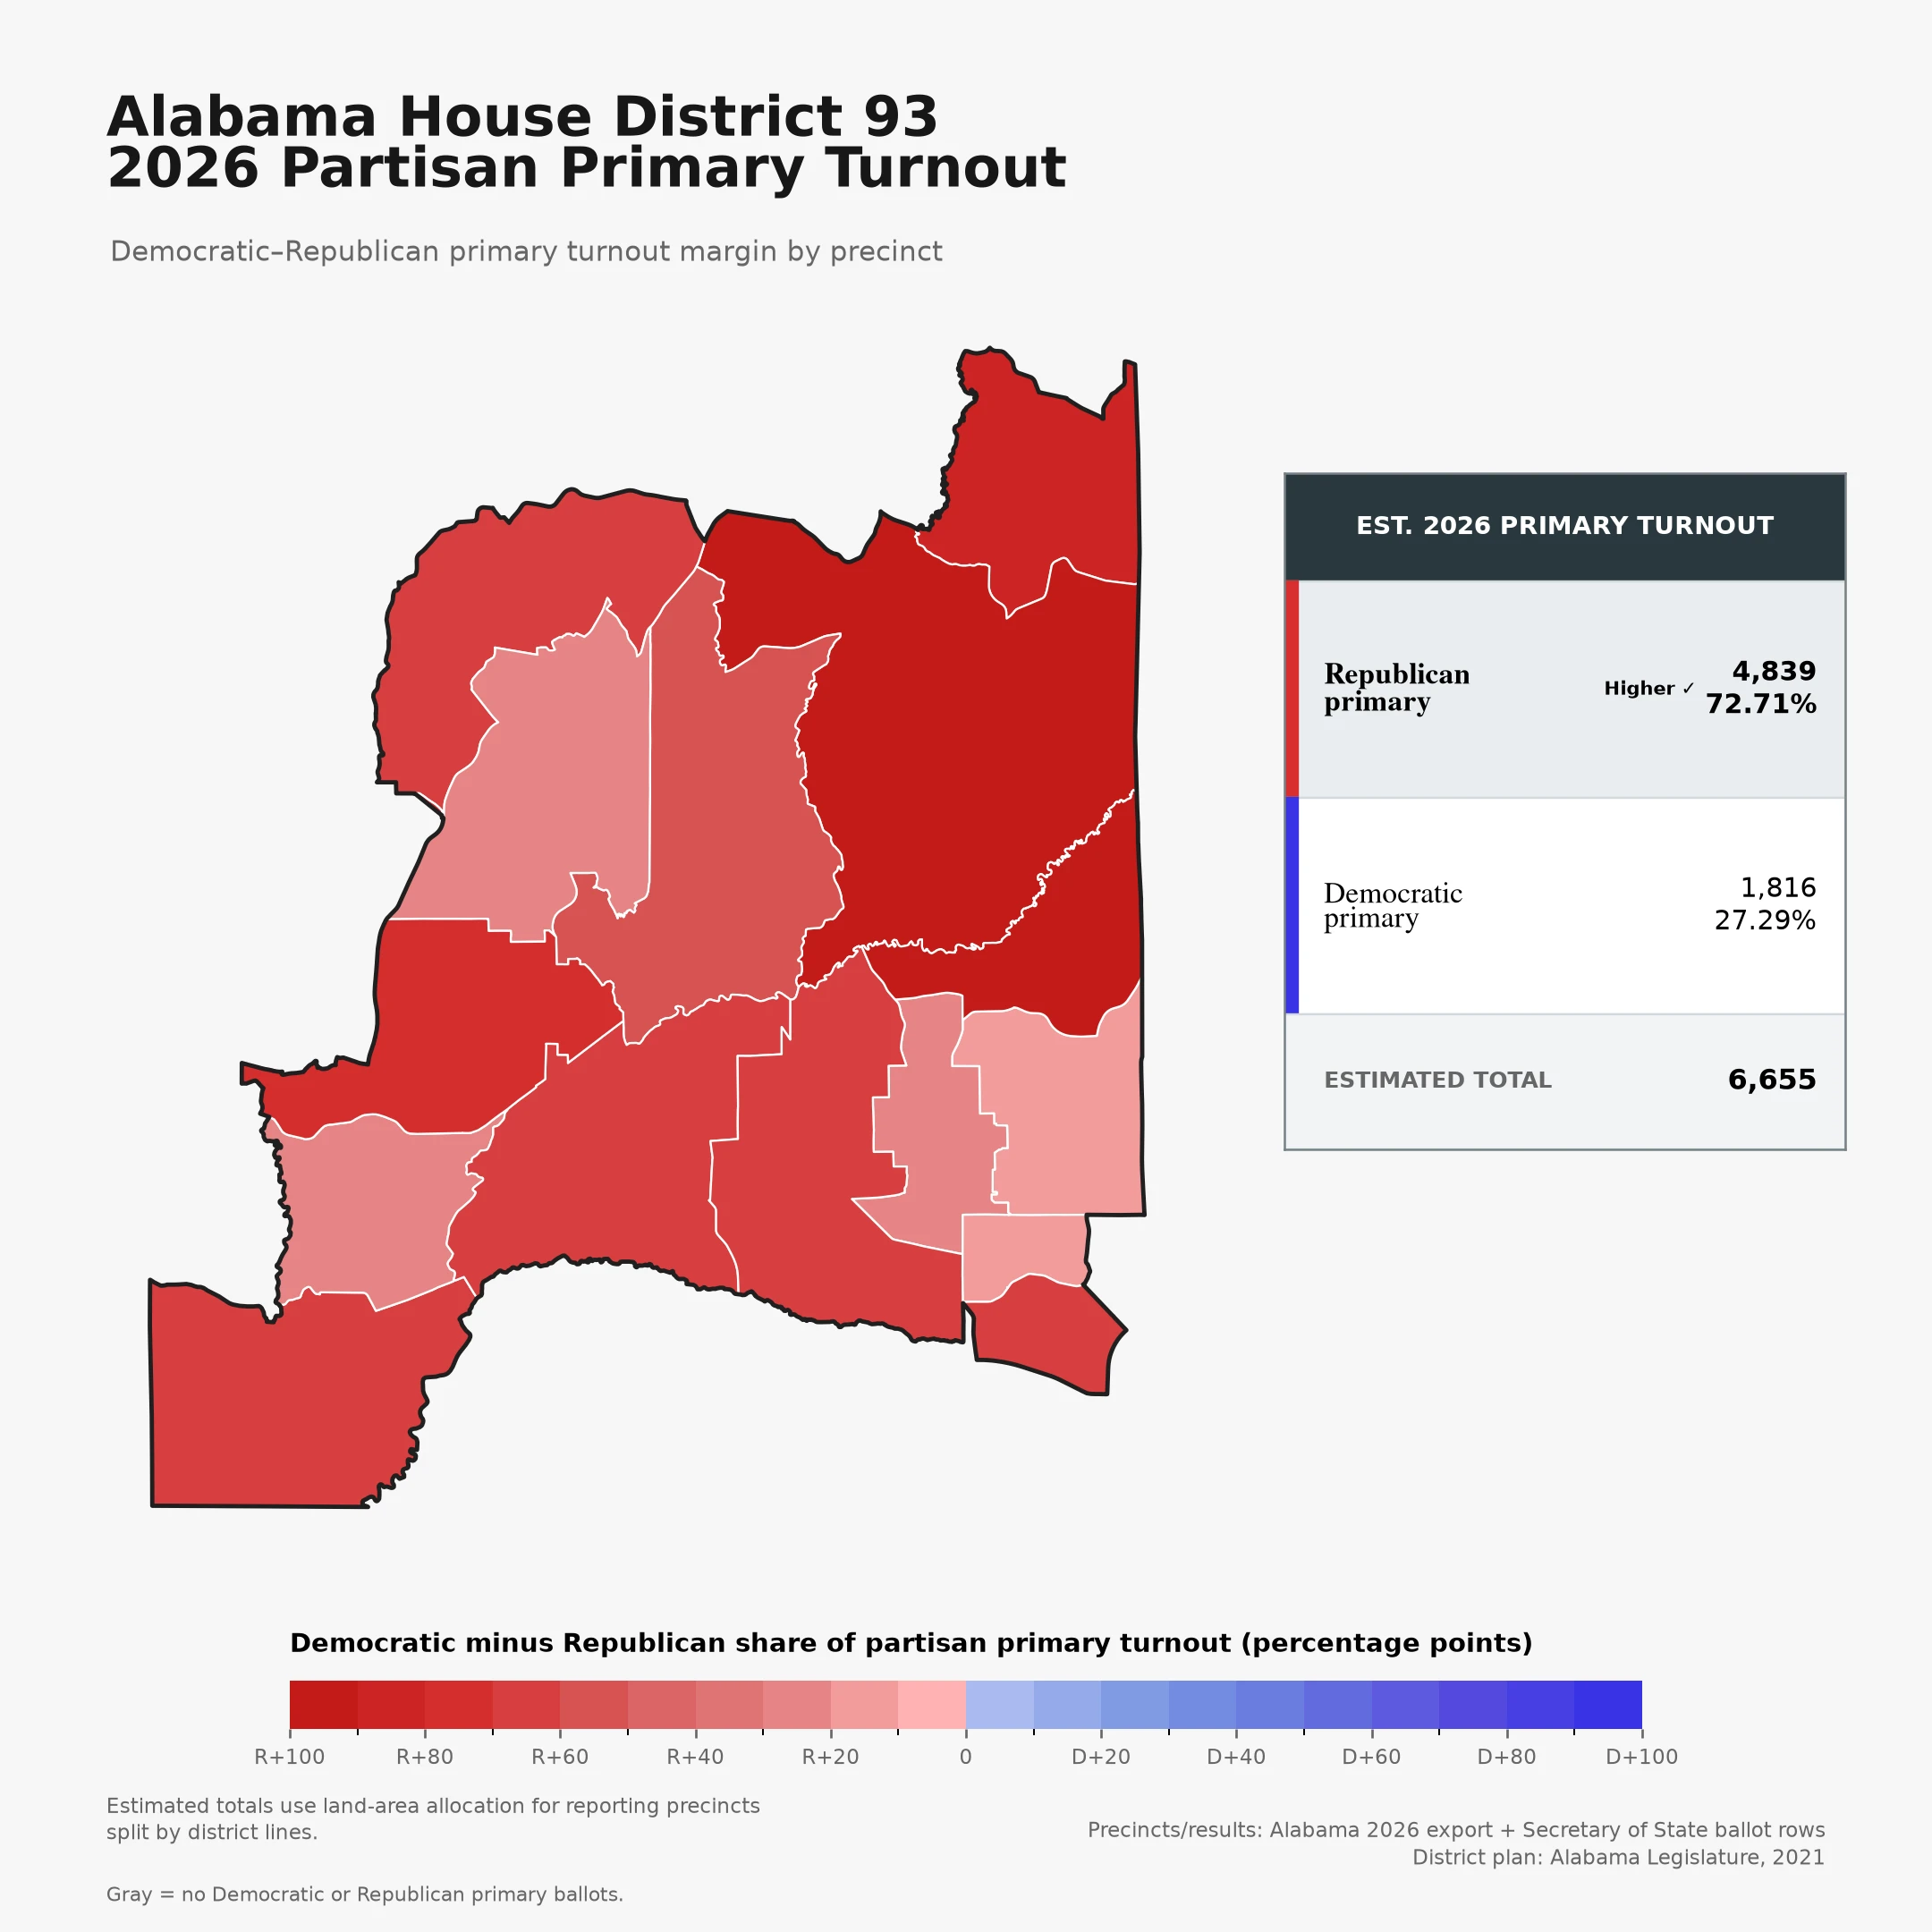 Alabama House District 93
2026 Partisan Primary Turnout
Democratic–Republican primary turnout margin by precinct
EST. 2026 PRIMARY TURNOUT
Republican
primary
Higher ✓
4,839
72.71%
Democratic
primary
1,816
27.29%
ESTIMATED TOTAL
6,655
Democratic minus Republican share of partisan primary turnout (percentage points)
R+100 R+80 R+60 R+40 R+20 0 D+20 D+40 D+60 D+80 D+100
Estimated totals use land-area allocation for reporting precincts
split by district lines.
Gray = no Democratic or Republican primary ballots.
Precincts/results: Alabama 2026 export + Secretary of State ballot rows
District plan: Alabama Legislature, 2021